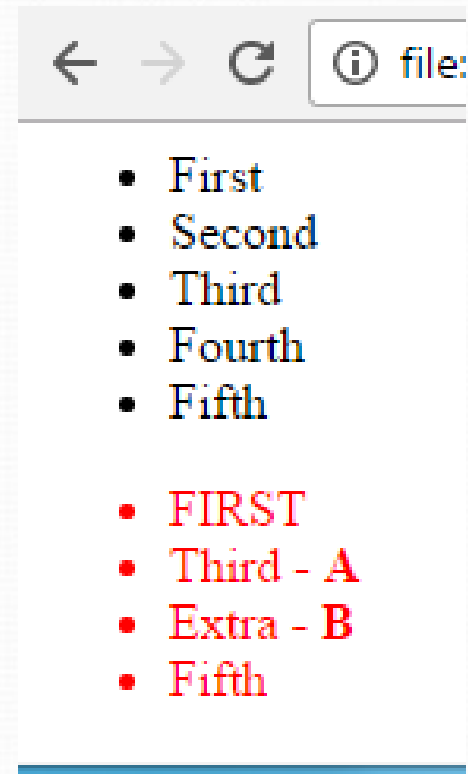 file:
First
Second
Third
Fourth
Fifth
FIRST
Third - A
Extra - B
Fifth